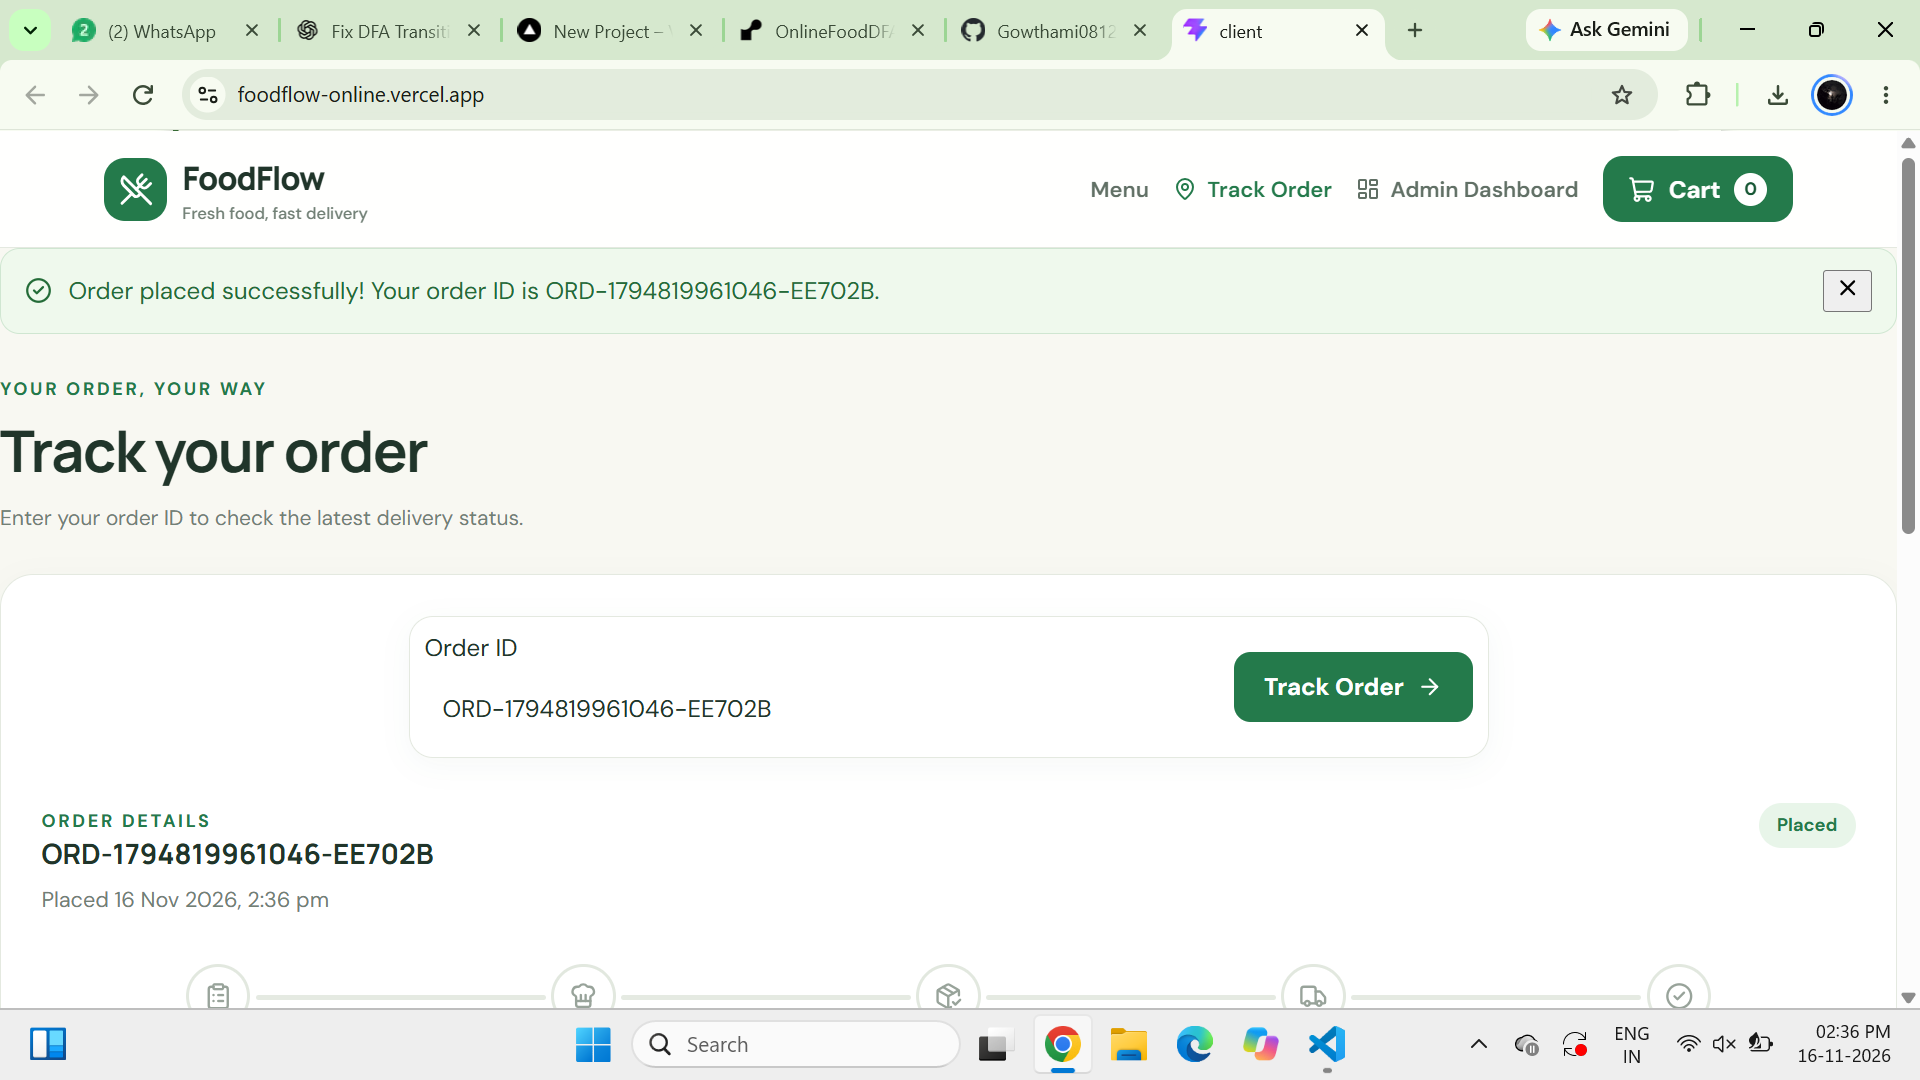 (2) WhatsApp
Fix DFA Transiti
New Project –
OnlineFoodDFA
Gowthami0812
client
Ask Gemini
foodflow-online.vercel.app
FoodFlow
Fresh food, fast delivery
Menu
Track Order
Admin Dashboard
Cart 0
Order placed successfully! Your order ID is ORD-1794819961046-EE702B.
YOUR ORDER, YOUR WAY
Track your order
Enter your order ID to check the latest delivery status.
Order ID
ORD-1794819961046-EE702B
Track Order
ORDER DETAILS
ORD-1794819961046-EE702B
Placed
Placed 16 Nov 2026, 2:36 pm
Search
ENG
IN
02:36 PM
16-11-2026